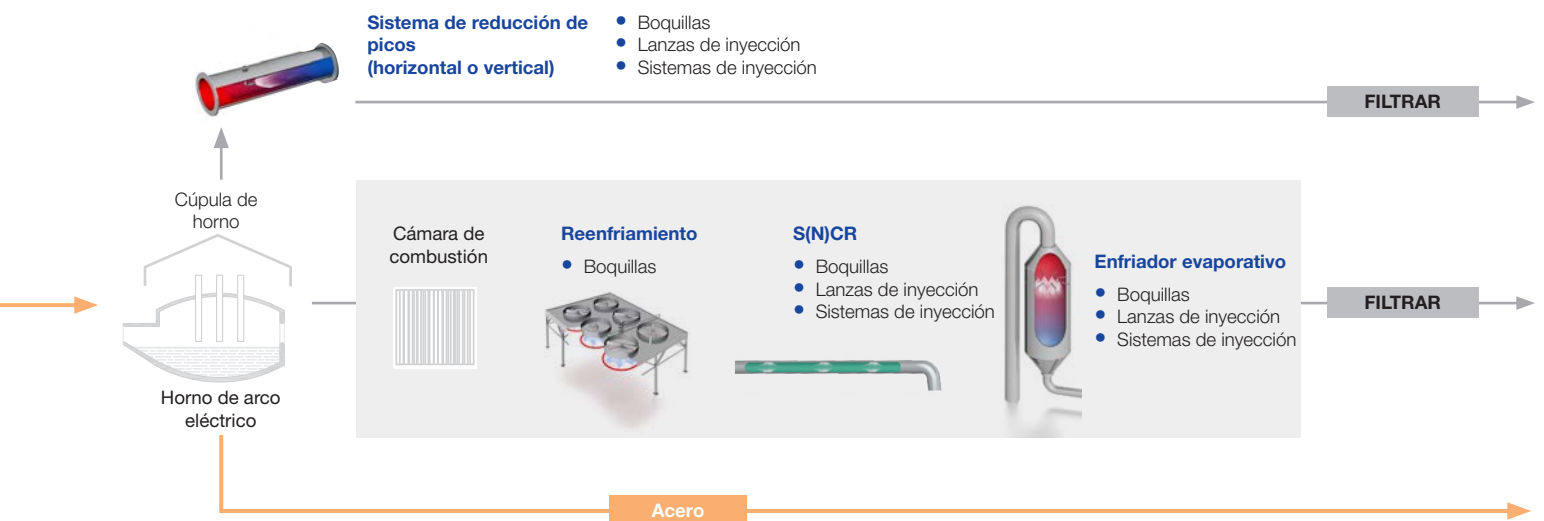 Sistema de reducción de
picos
(horizontal o vertical)
• Boquillas
• Lanzas de inyección
• Sistemas de inyección
FILTRAR
Cúpula de
horno
Cámara de
combustión
Reenfriamiento
• Boquillas
S(N)CR
• Boquillas
• Lanzas de inyección
• Sistemas de inyección
Enfriador evaporativo
• Boquillas
• Lanzas de inyección
• Sistemas de inyección
FILTRAR
Horno de arco
eléctrico
Acero